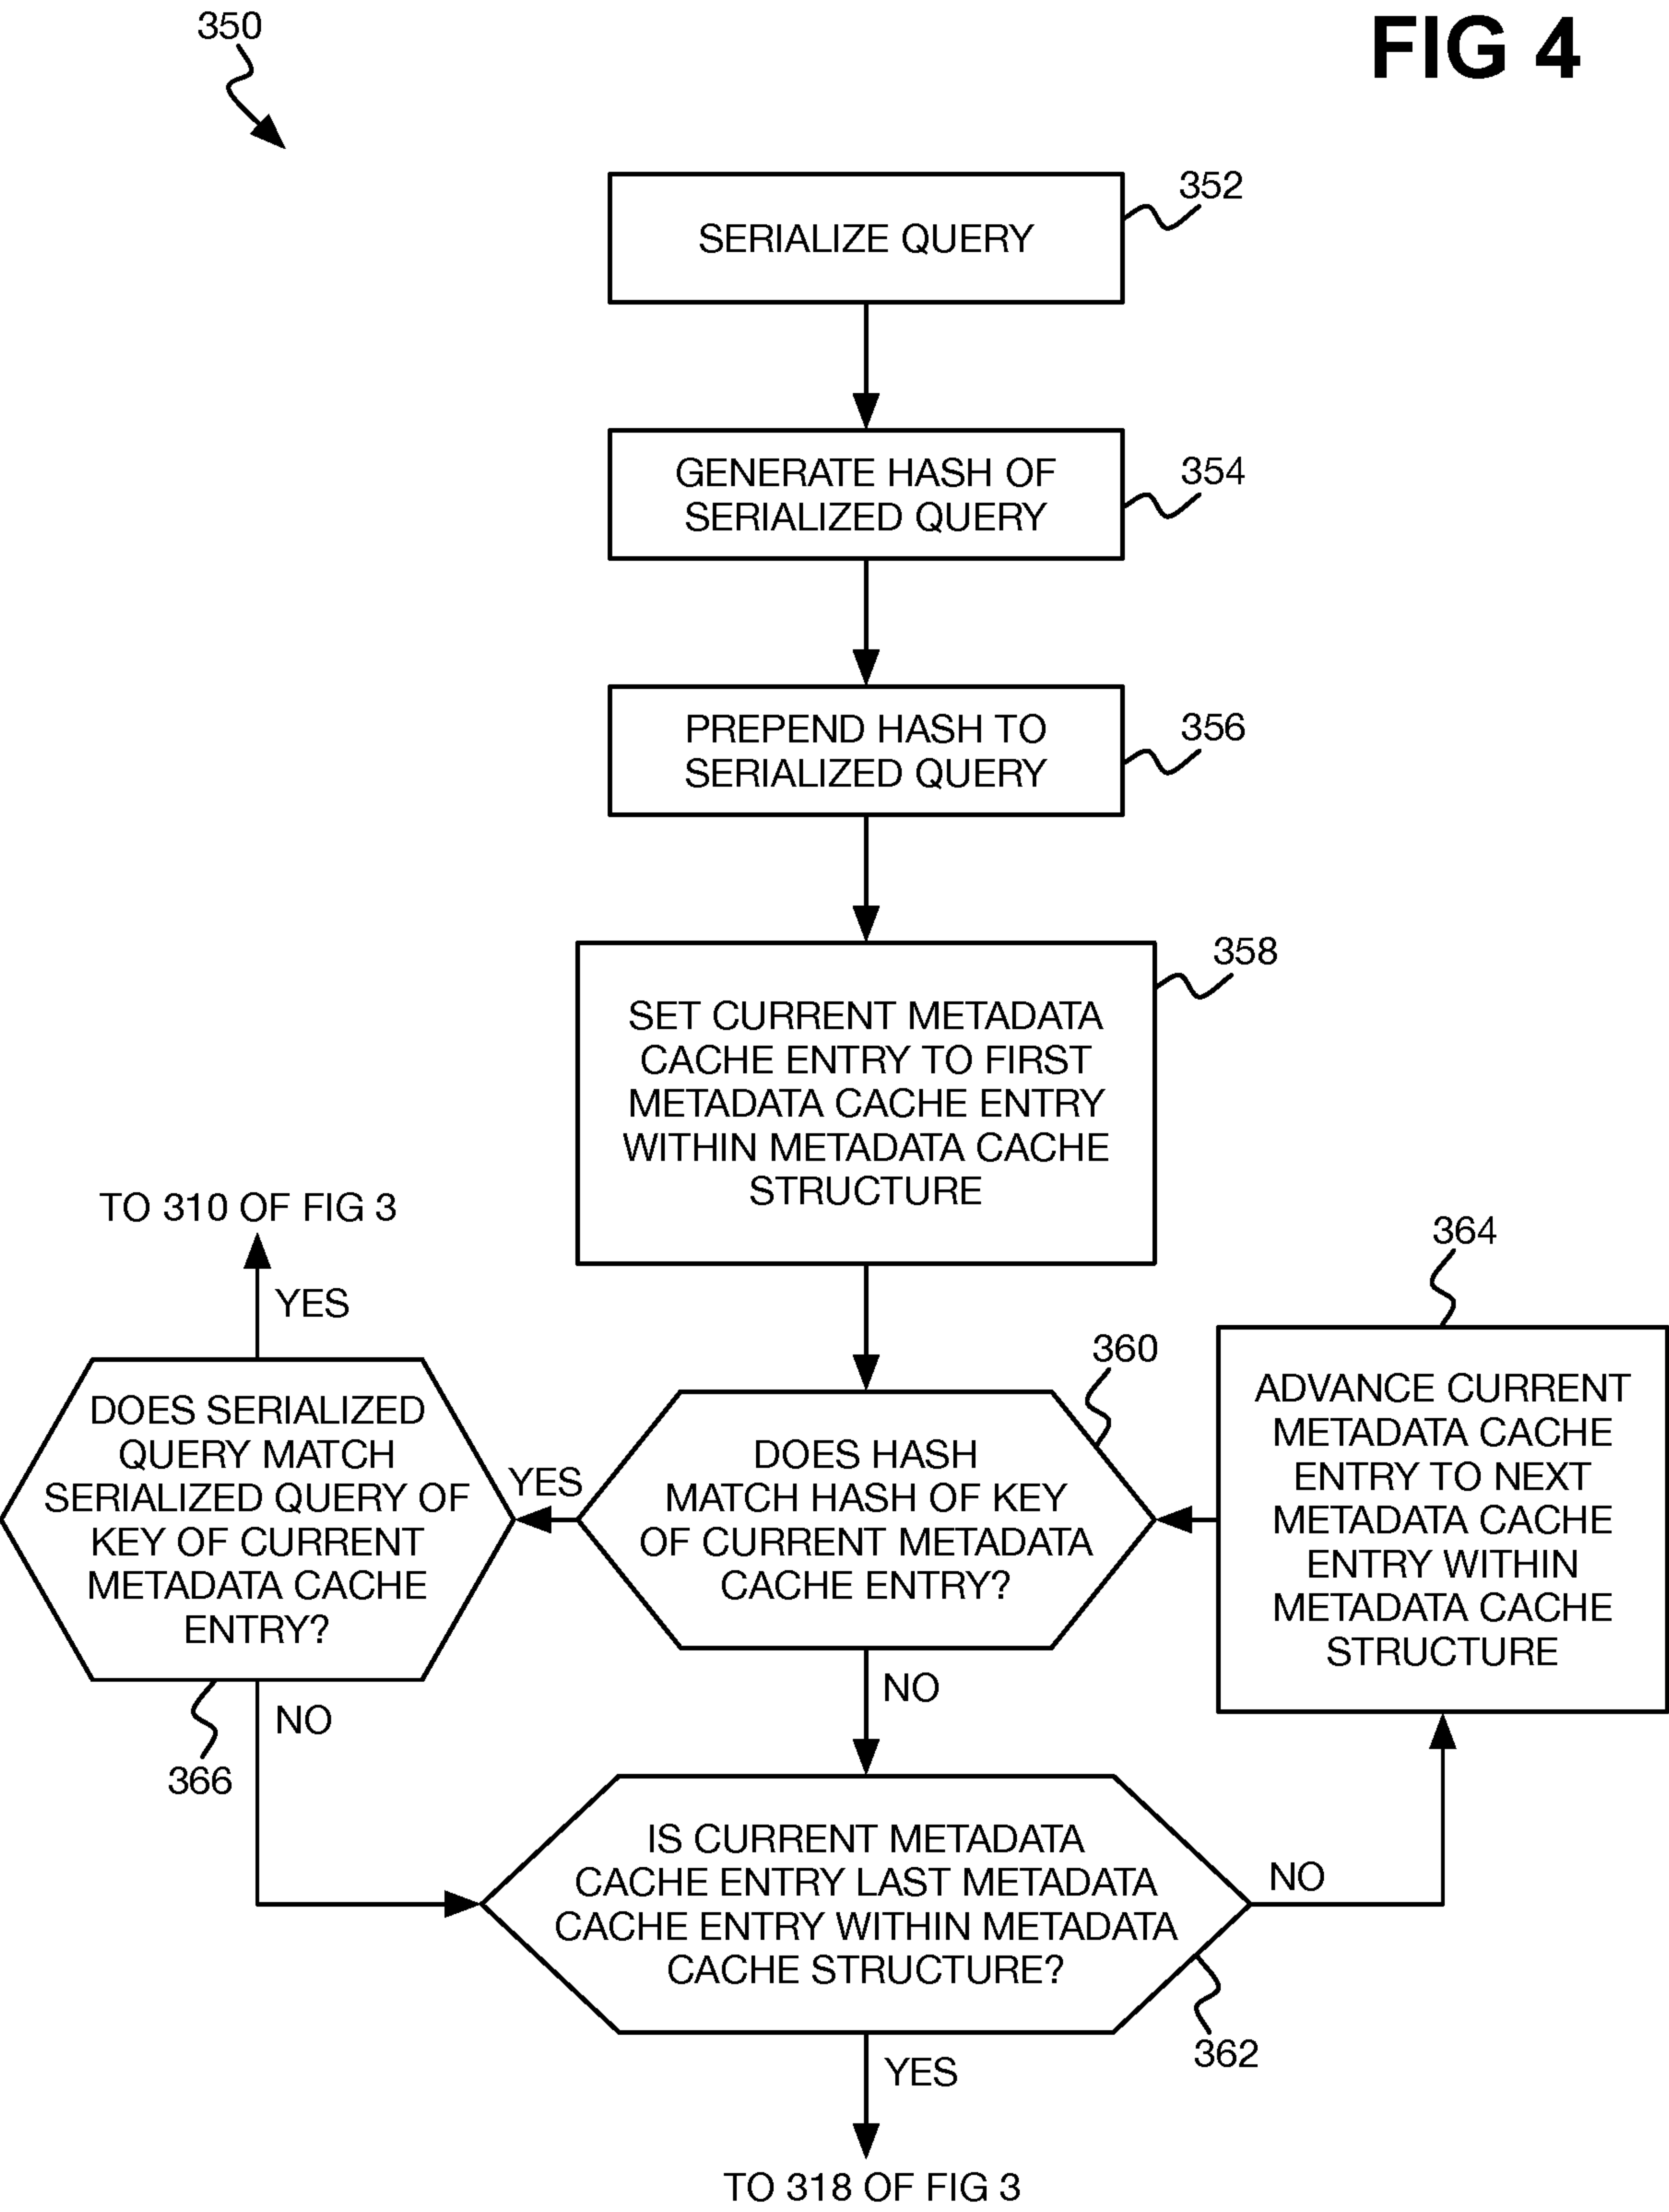 350
FIG 4
352
SERIALIZE QUERY
354
GENERATE HASH OF
SERIALIZED QUERY
356
PREPEND HASH TO
SERIALIZED QUERY
358
SET CURRENT METADATA
CACHE ENTRY TO FIRST
METADATA CACHE ENTRY
WITHIN METADATA CACHE
STRUCTURE
TO 310 OF FIG 3
YES
360
DOES HASH
MATCH HASH OF KEY
OF CURRENT METADATA
CACHE ENTRY?
YES
NO
DOES SERIALIZED
QUERY MATCH
SERIALIZED QUERY OF
KEY OF CURRENT
METADATA CACHE
ENTRY?
NO
366
364
ADVANCE CURRENT
METADATA CACHE
ENTRY TO NEXT
METADATA CACHE
ENTRY WITHIN
METADATA CACHE
STRUCTURE
IS CURRENT METADATA
CACHE ENTRY LAST METADATA
CACHE ENTRY WITHIN METADATA
CACHE STRUCTURE?
NO
362
YES
TO 318 OF FIG 3